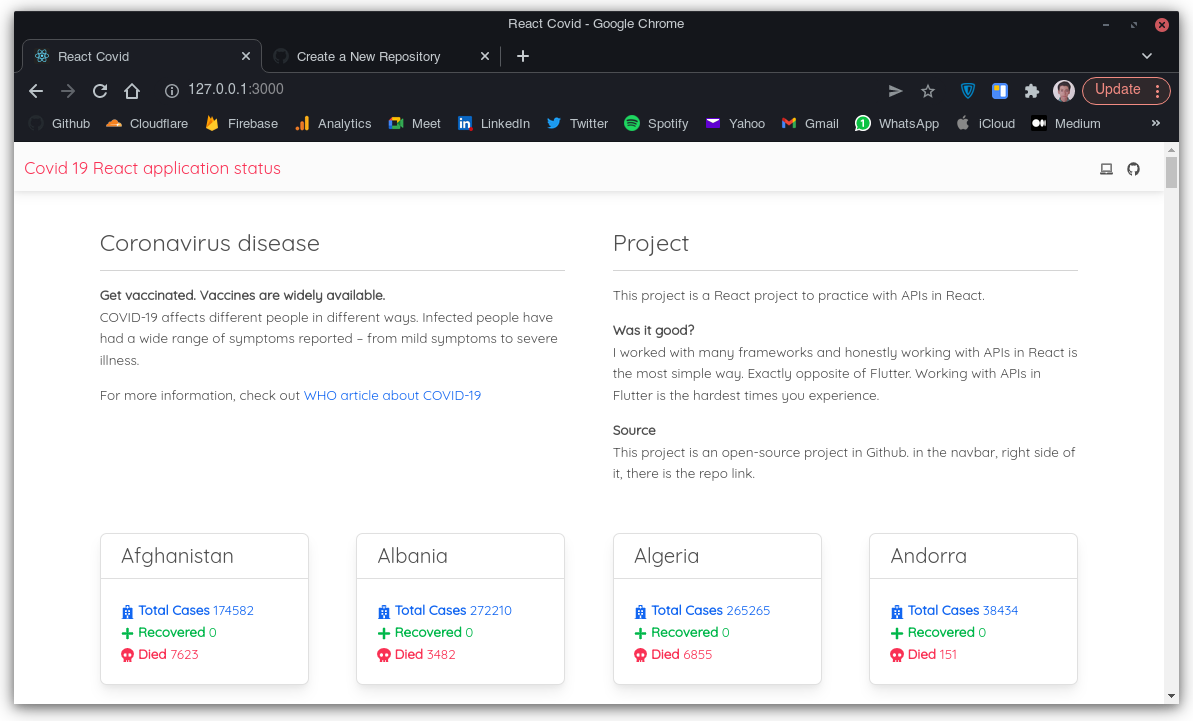 React Covid - Google Chrome
React Covid
Create a New Repository
127.0.0.1:3000
Update
Github Cloudflare Firebase Analytics Meet LinkedIn Twitter Spotify Yahoo Gmail 1 WhatsApp iCloud Medium »
Covid 19 React application status
Coronavirus disease
Get vaccinated. Vaccines are widely available.
COVID-19 affects different people in different ways. Infected people have
had a wide range of symptoms reported – from mild symptoms to severe
illness.
For more information, check out WHO article about COVID-19
Project
This project is a React project to practice with APIs in React.
Was it good?
I worked with many frameworks and honestly working with APIs in React is
the most simple way. Exactly opposite of Flutter. Working with APIs in
Flutter is the hardest times you experience.
Source
This project is an open-source project in Github. in the navbar, right side of
it, there is the repo link.
Afghanistan
Total Cases 174582
Recovered 0
Died 7623
Albania
Total Cases 272210
Recovered 0
Died 3482
Algeria
Total Cases 265265
Recovered 0
Died 6855
Andorra
Total Cases 38434
Recovered 0
Died 151